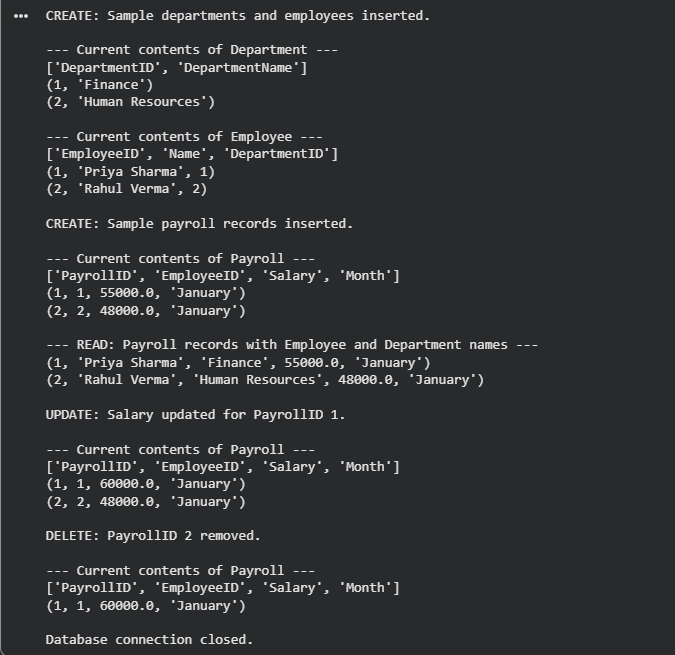 CREATE: Sample departments and employees inserted.
--- Current contents of Department ---
['DepartmentID', 'DepartmentName']
(1, 'Finance')
(2, 'Human Resources')
--- Current contents of Employee ---
['EmployeeID', 'Name', 'DepartmentID']
(1, 'Priya Sharma', 1)
(2, 'Rahul Verma', 2)
CREATE: Sample payroll records inserted.
--- Current contents of Payroll ---
['PayrollID', 'EmployeeID', 'Salary', 'Month']
(1, 1, 55000.0, 'January')
(2, 2, 48000.0, 'January')
--- READ: Payroll records with Employee and Department names ---
(1, 'Priya Sharma', 'Finance', 55000.0, 'January')
(2, 'Rahul Verma', 'Human Resources', 48000.0, 'January')
UPDATE: Salary updated for PayrollID 1.
--- Current contents of Payroll ---
['PayrollID', 'EmployeeID', 'Salary', 'Month']
(1, 1, 60000.0, 'January')
(2, 2, 48000.0, 'January')
DELETE: PayrollID 2 removed.
--- Current contents of Payroll ---
['PayrollID', 'EmployeeID', 'Salary', 'Month']
(1, 1, 60000.0, 'January')
Database connection closed.